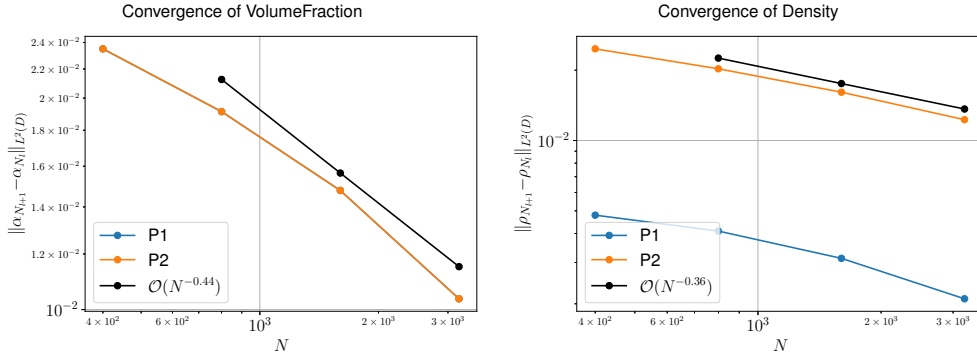 Convergence of VolumeFraction
||α_{N_{l+1}} − α_{N_l}||_{L²(D)}
2.4 × 10⁻²
2.2 × 10⁻²
2 × 10⁻²
1.8 × 10⁻²
1.6 × 10⁻²
1.4 × 10⁻²
1.2 × 10⁻²
10⁻²
P1
P2
𝒪(N^{−0.44})
4 × 10²
6 × 10²
10³
2 × 10³
3 × 10³
N
Convergence of Density
||ρ_{N_{l+1}} − ρ_{N_l}||_{L²(D)}
10⁻²
P1
P2
𝒪(N^{−0.36})
4 × 10²
6 × 10²
10³
2 × 10³
3 × 10³
N